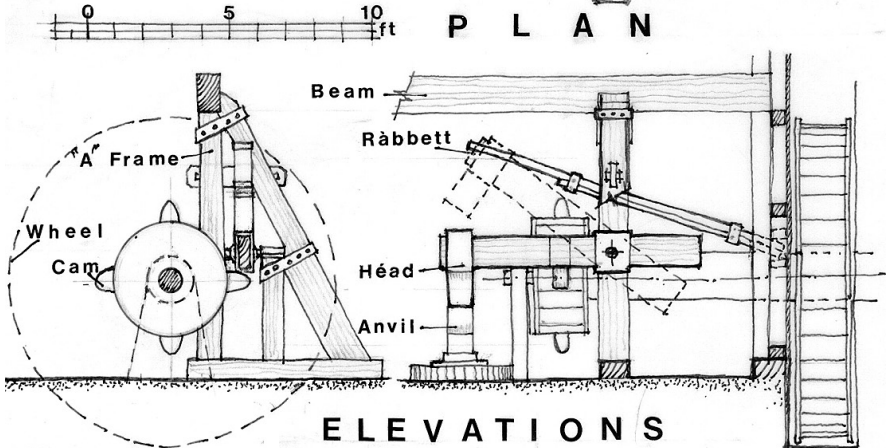 0 5 10
ft
PLAN
Beam
Ràbbett
"A" Frame
Wheel
Cam
Héad
Anvil
ELEVATIONS